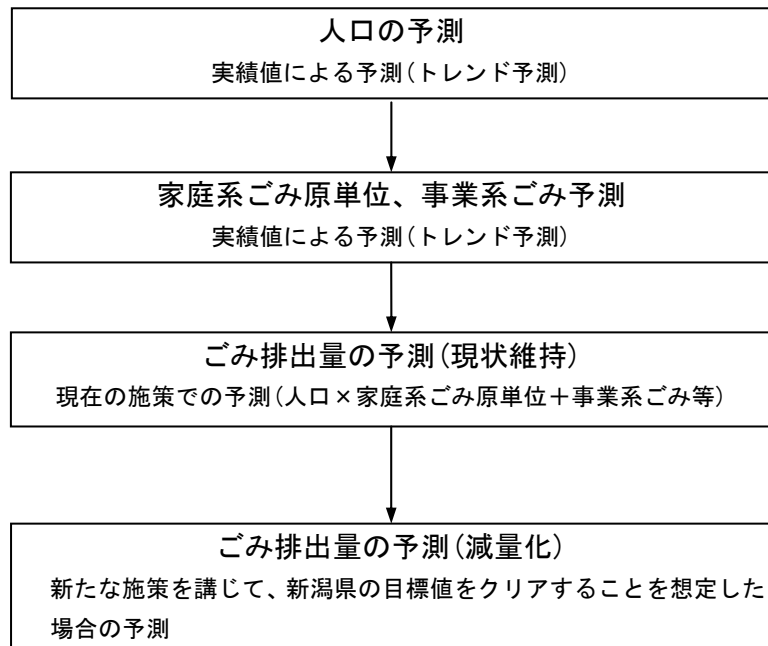 人口の予測
実績値による予測(トレンド予測)
家庭系ごみ原単位、事業系ごみ予測
実績値による予測(トレンド予測)
ごみ排出量の予測(現状維持)
現在の施策での予測(人口×家庭系ごみ原単位+事業系ごみ等)
ごみ排出量の予測(減量化)
新たな施策を講じて、新潟県の目標値をクリアすることを想定した
場合の予測